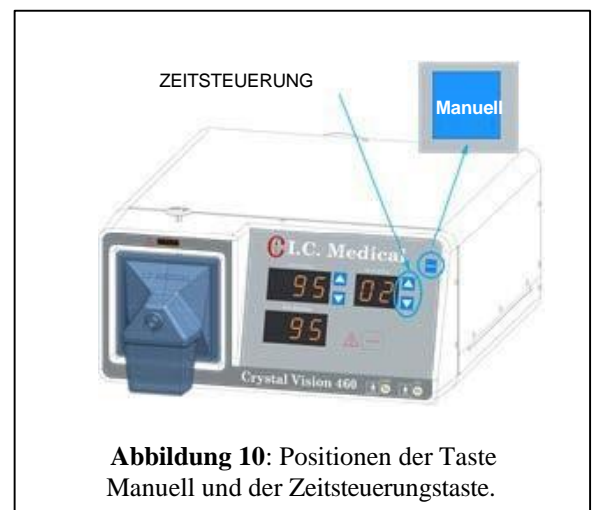 ZEITSTEUERUNG
Manuell
I.C. Medical
95 02
95
Crystal Vision 460
Abbildung 10: Positionen der Taste
Manuell und der Zeitsteuerungstaste.